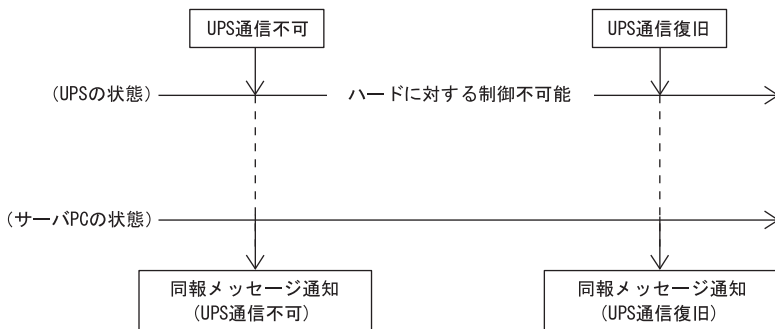 UPS通信不可
UPS通信復旧
(UPSの状態)
ハードに対する制御不可能
(サーバPCの状態)
同報メッセージ通知
(UPS通信不可)
同報メッセージ通知
(UPS通信復旧)